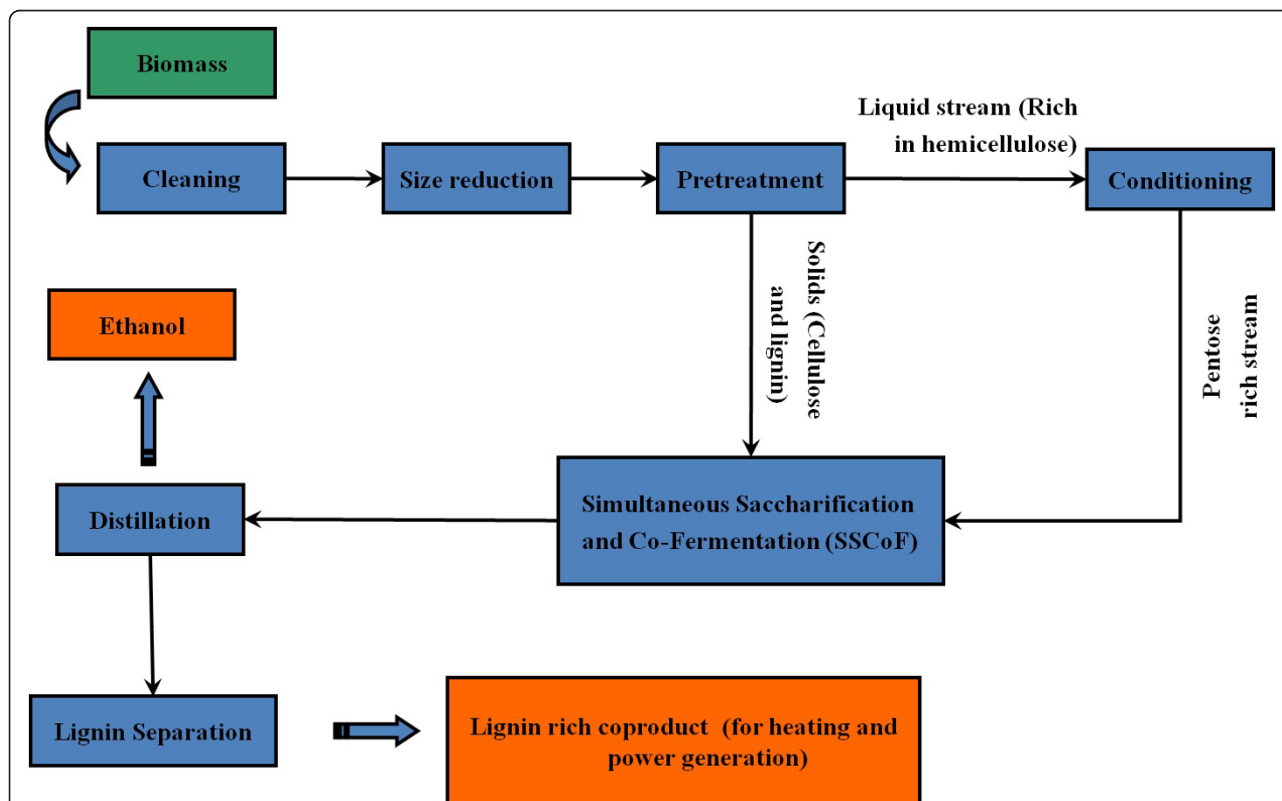 Biomass
Liquid stream (Rich
in hemicellulose)
Cleaning
Size reduction
Pretreatment
Conditioning
Solids (Cellulose
and lignin)
Pentose
rich stream
Ethanol
Simultaneous Saccharification
and Co-Fermentation (SSCoF)
Distillation
Lignin Separation
Lignin rich coproduct (for heating and
power generation)